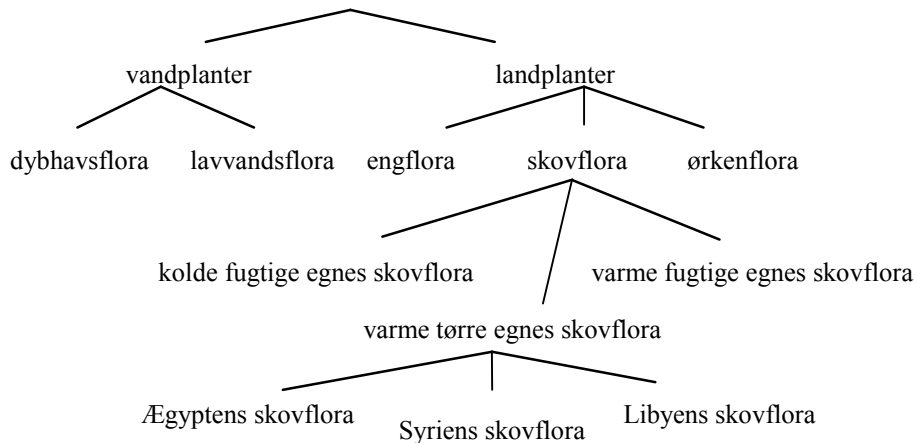 vandplanter landplanter
dybhavsflora lavvandsflora engflora skovflora ørkenflora
kolde fugtige egnes skovflora varme fugtige egnes skovflora
varme tørre egnes skovflora
Ægyptens skovflora Syriens skovflora Libyens skovflora